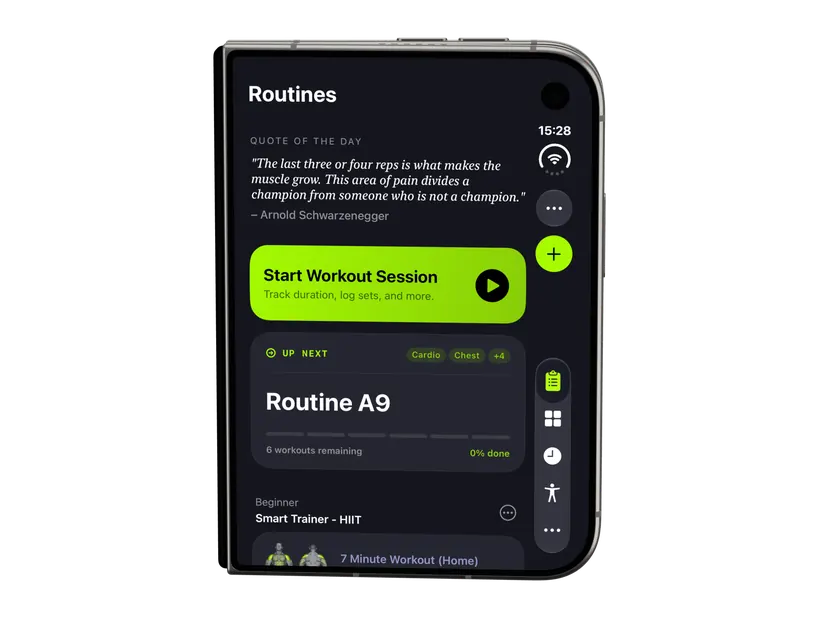 Routines
15:28
QUOTE OF THE DAY
"The last three or four reps is what makes the
muscle grow. This area of pain divides a
champion from someone who is not a champion."
– Arnold Schwarzenegger
Start Workout Session
Track duration, log sets, and more.
UP NEXT
Cardio Chest +4
Routine A9
6 workouts remaining
0% done
Beginner
Smart Trainer - HIIT
7 Minute Workout (Home)